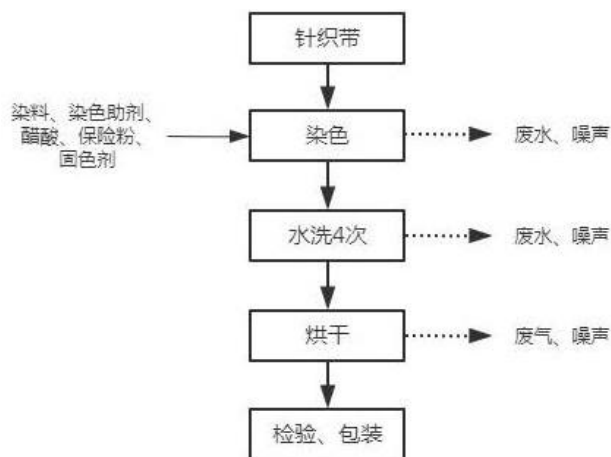 针织带
染料、染色助剂、
醋酸、保险粉、
固色剂
染色
废水、噪声
水洗4次
废水、噪声
烘干
废气、噪声
检验、包装